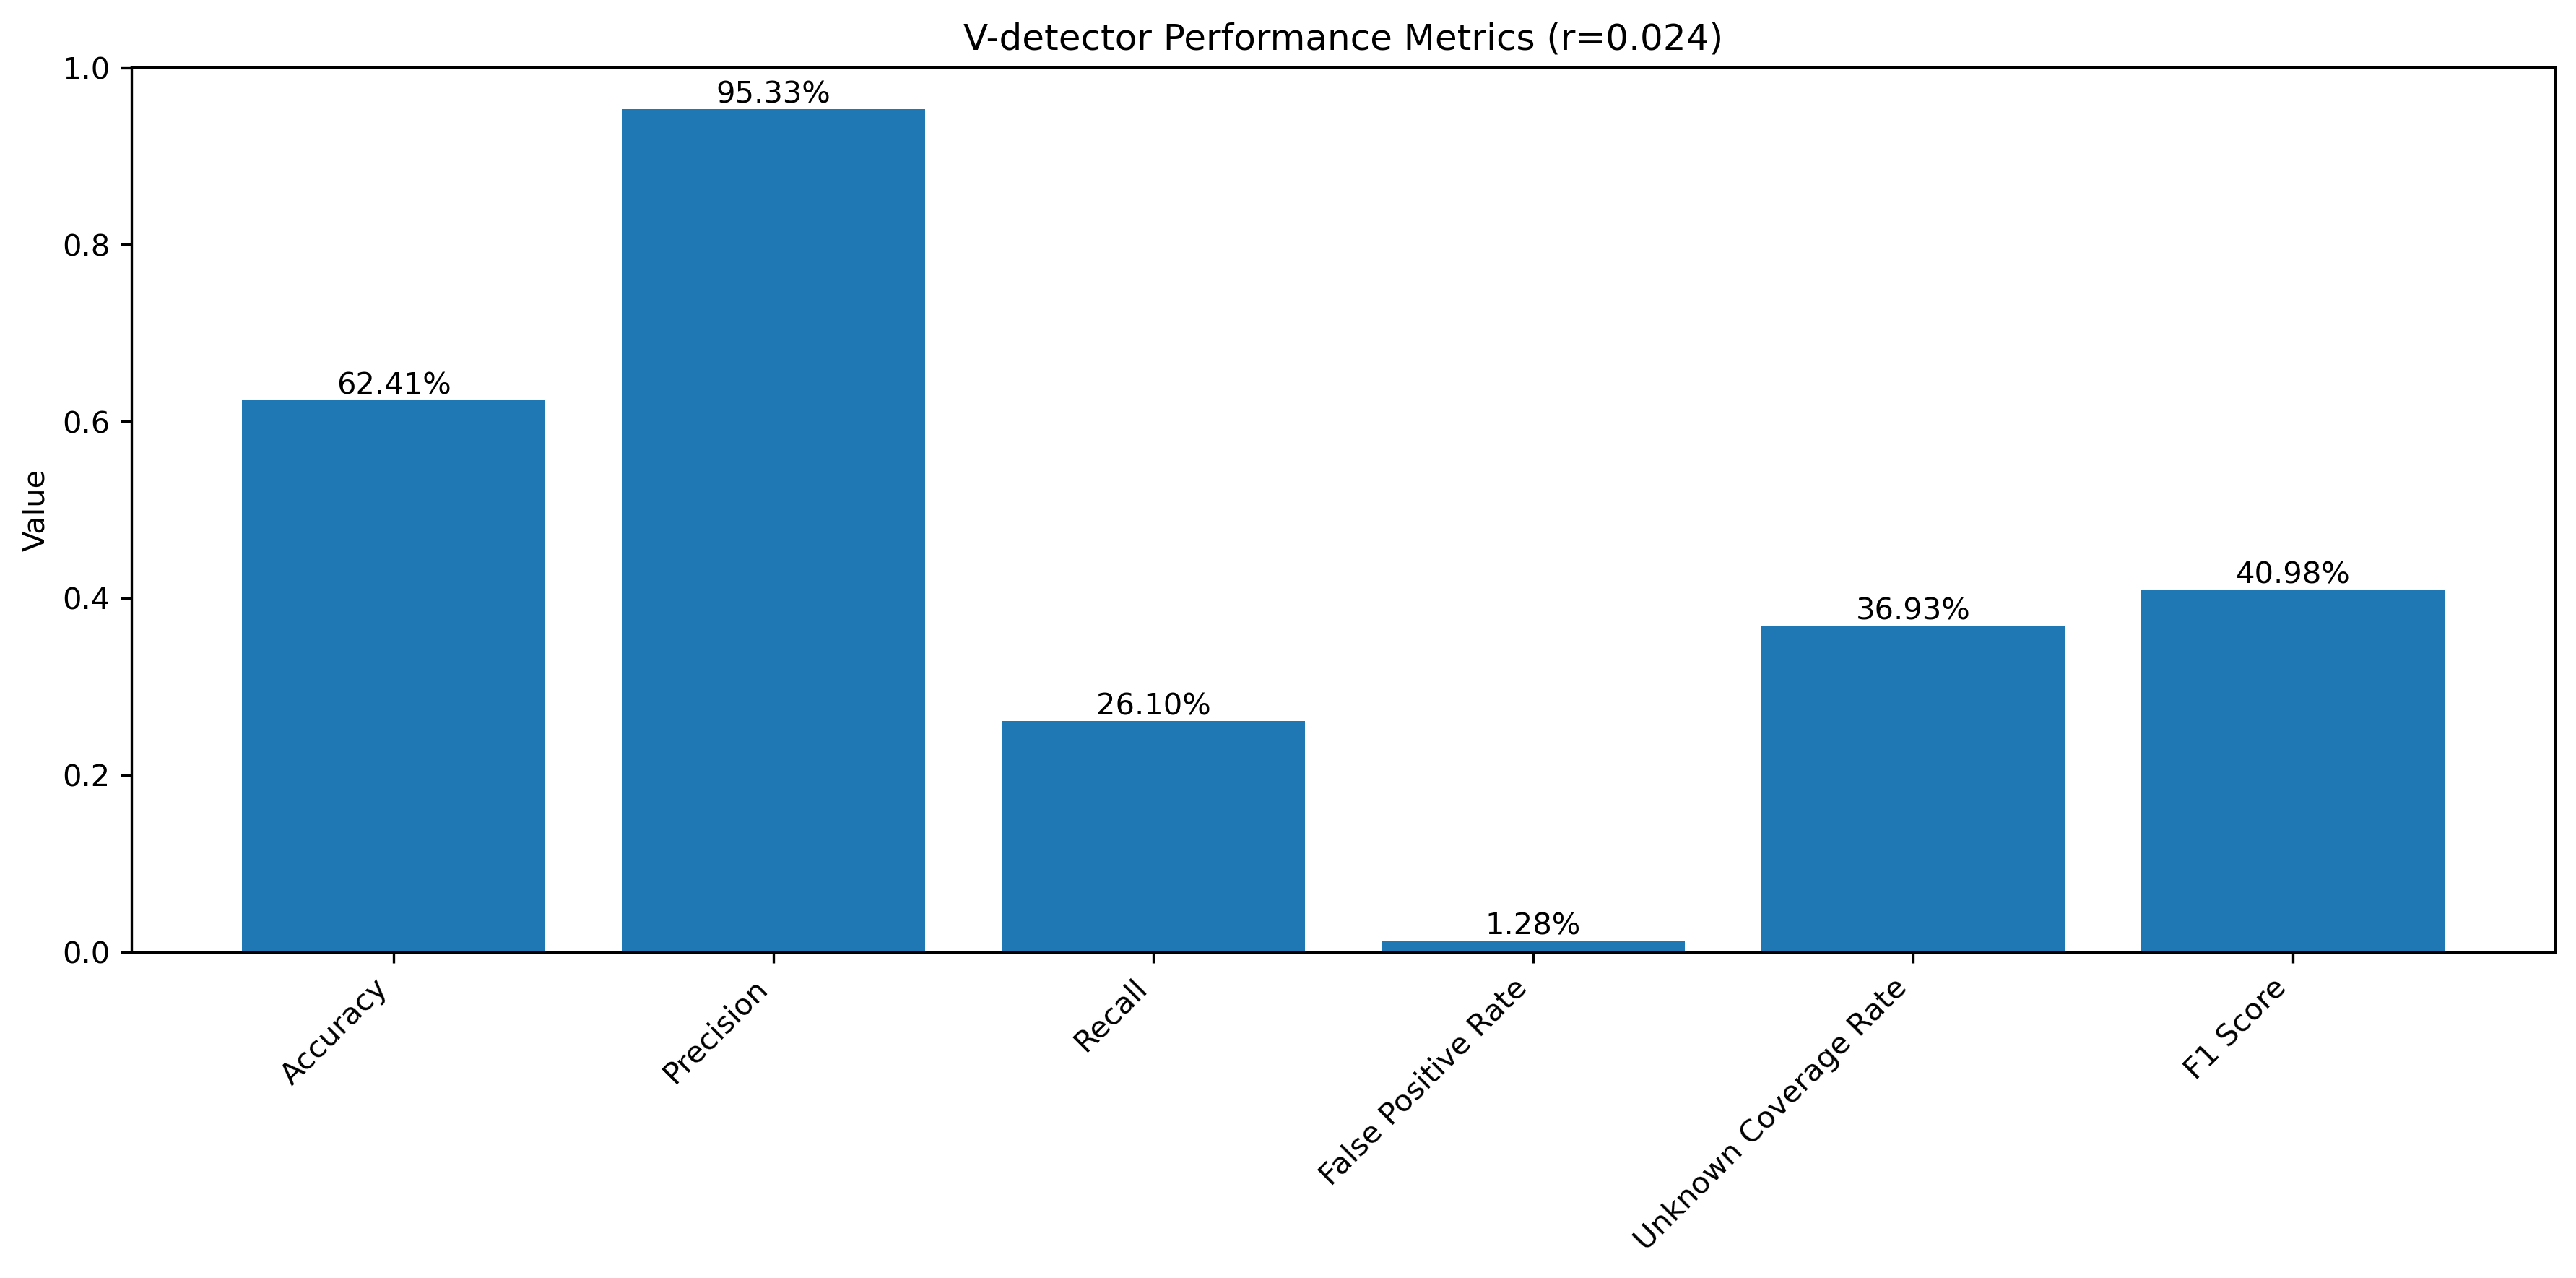 V-detector Performance Metrics (r=0.024)
1.0
0.8
0.6
0.4
0.2
0.0
Value
62.41%
95.33%
26.10%
1.28%
36.93%
40.98%
Accuracy
Precision
Recall
False Positive Rate
Unknown Coverage Rate
F1 Score